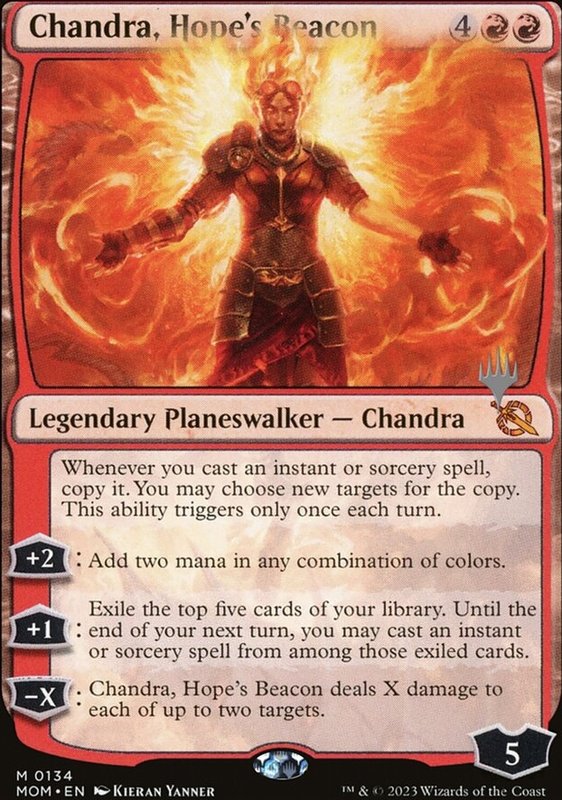 Chandra, Hope's Beacon 4
Legendary Planeswalker — Chandra
Whenever you cast an instant or sorcery spell,
copy it. You may choose new targets for the copy.
This ability triggers only once each turn.
+2 : Add two mana in any combination of colors.
Exile the top five cards of your library. Until the
+1 : end of your next turn, you may cast an instant
or sorcery spell from among those exiled cards.
−X : Chandra, Hope's Beacon deals X damage to
each of up to two targets.
5
M 0134
MOM • EN Kieran Yanner
™ & © 2023 Wizards of the Coast